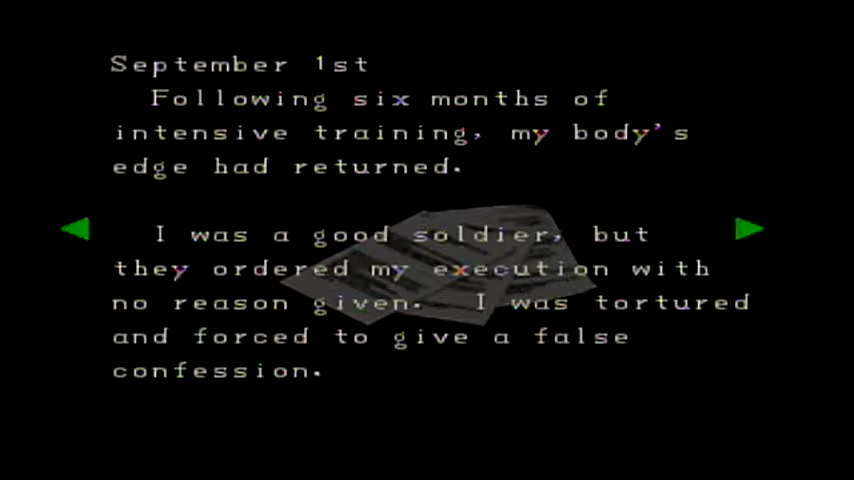 September 1st
Following six months of
intensive training, my body's
edge had returned.
I was a good soldier, but
they ordered my execution with
no reason given. I was tortured
and forced to give a false
confession.